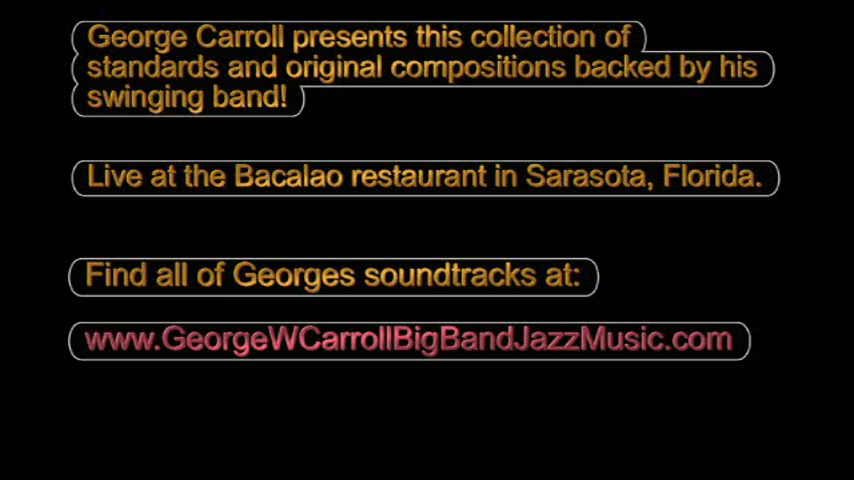 George Carroll presents this collection of
standards and original compositions backed by his
swinging band!
Live at the Bacalao restaurant in Sarasota, Florida.
Find all of Georges soundtracks at:
www.GeorgeWCarrollBigBandJazzMusic.com